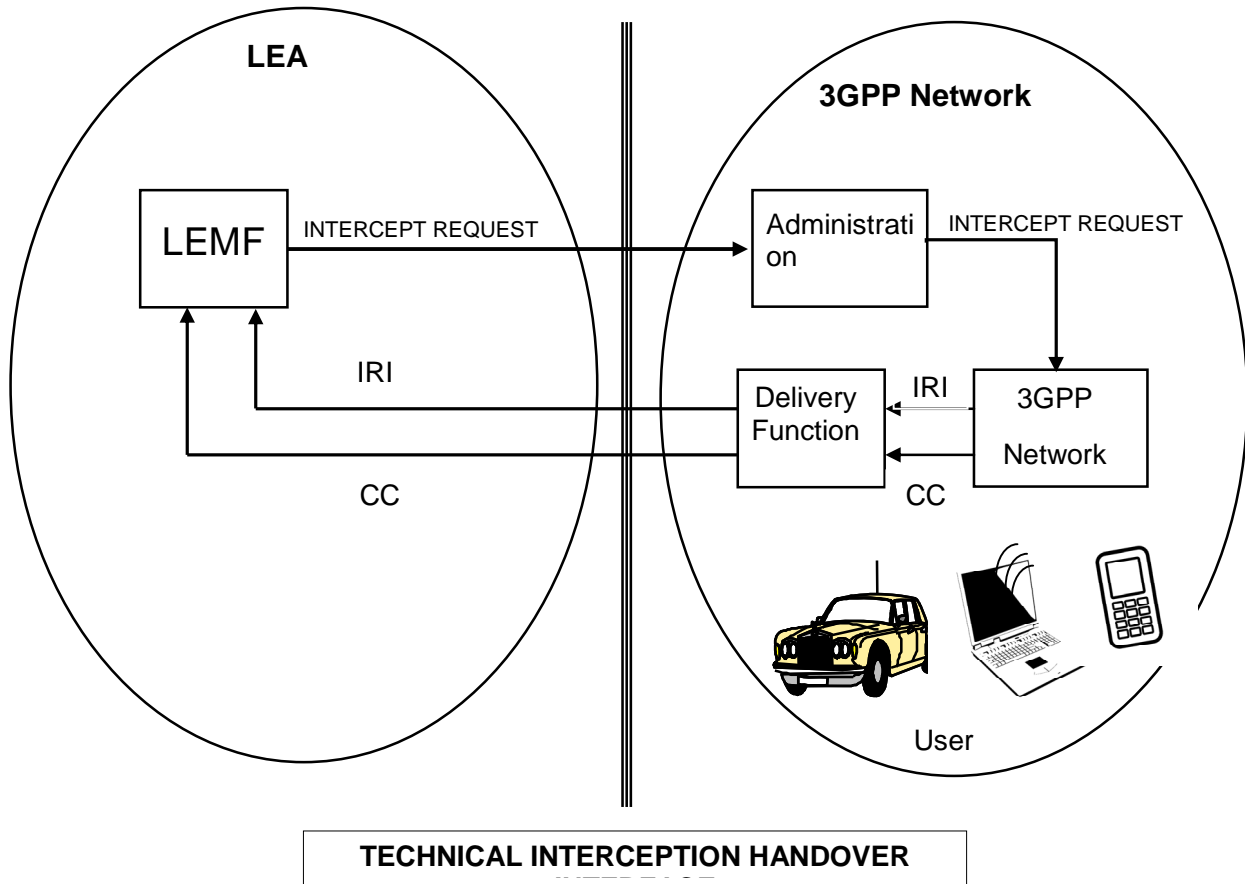 LEA
3GPP Network
LEMF
INTERCEPT REQUEST
Administrati
on
INTERCEPT REQUEST
IRI
CC
Delivery
Function
IRI
CC
3GPP
Network
User
TECHNICAL INTERCEPTION HANDOVER